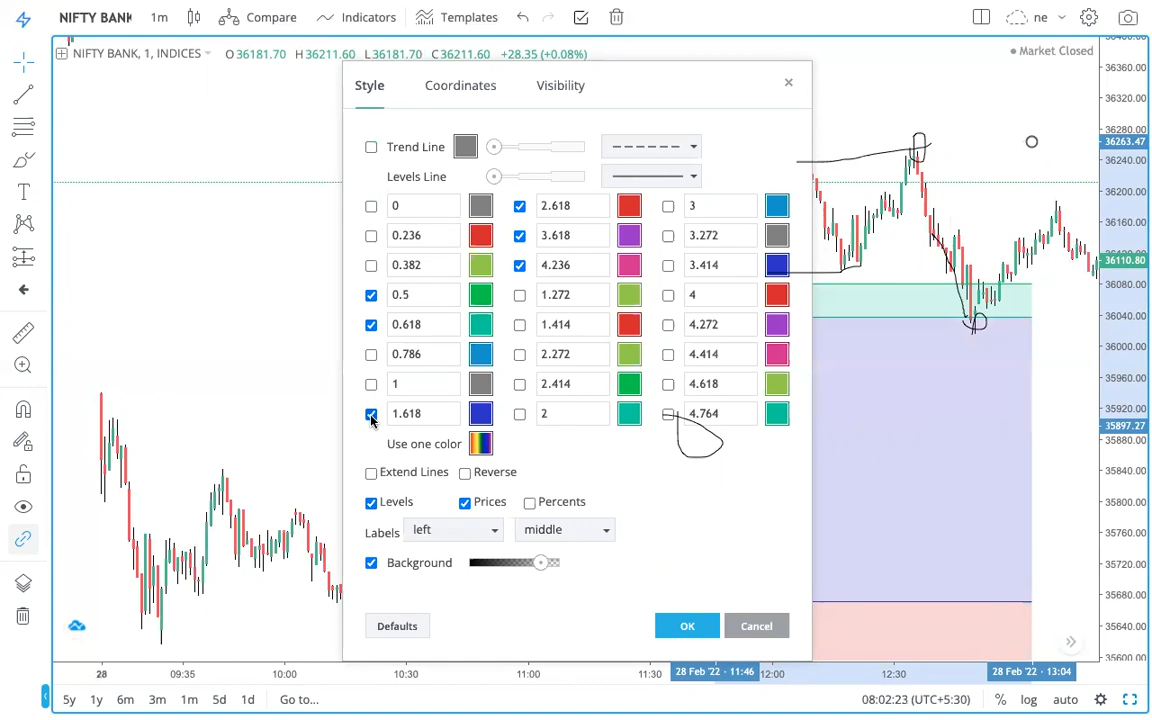 NIFTY BANK 1m Compare Indicators Templates ne
NIFTY BANK, 1, INDICES O36181.70 H36211.60 L36181.70 C36211.60 +28.35 (+0.08%)
Market Closed
Style Coordinates Visibility ×
Trend Line
Levels Line
0 2.618 3
0.236 3.618 3.272
0.382 4.236 3.414
0.5 1.272 4
0.618 1.414 4.272
0.786 2.272 4.414
1 2.414 4.618
1.618 2 4.764
Use one color
Extend Lines Reverse
Levels Prices Percents
Labels left middle
Background
Defaults OK Cancel
36360.00
36320.00
36280.00
36263.47
36240.00
36200.00
36160.00
36110.80
36080.00
36040.00
36000.00
35960.00
35920.00
35897.27
35880.00
35840.00
35800.00
35760.00
35720.00
35680.00
35640.00
35600.00
28 09:35 10:00 10:30 11:00 11:30 28 Feb '22 - 11:46 12:00 12:30 28 Feb '22 - 13:04
5y 1y 6m 3m 1m 5d 1d Go to... 08:02:23 (UTC+5:30) % log auto